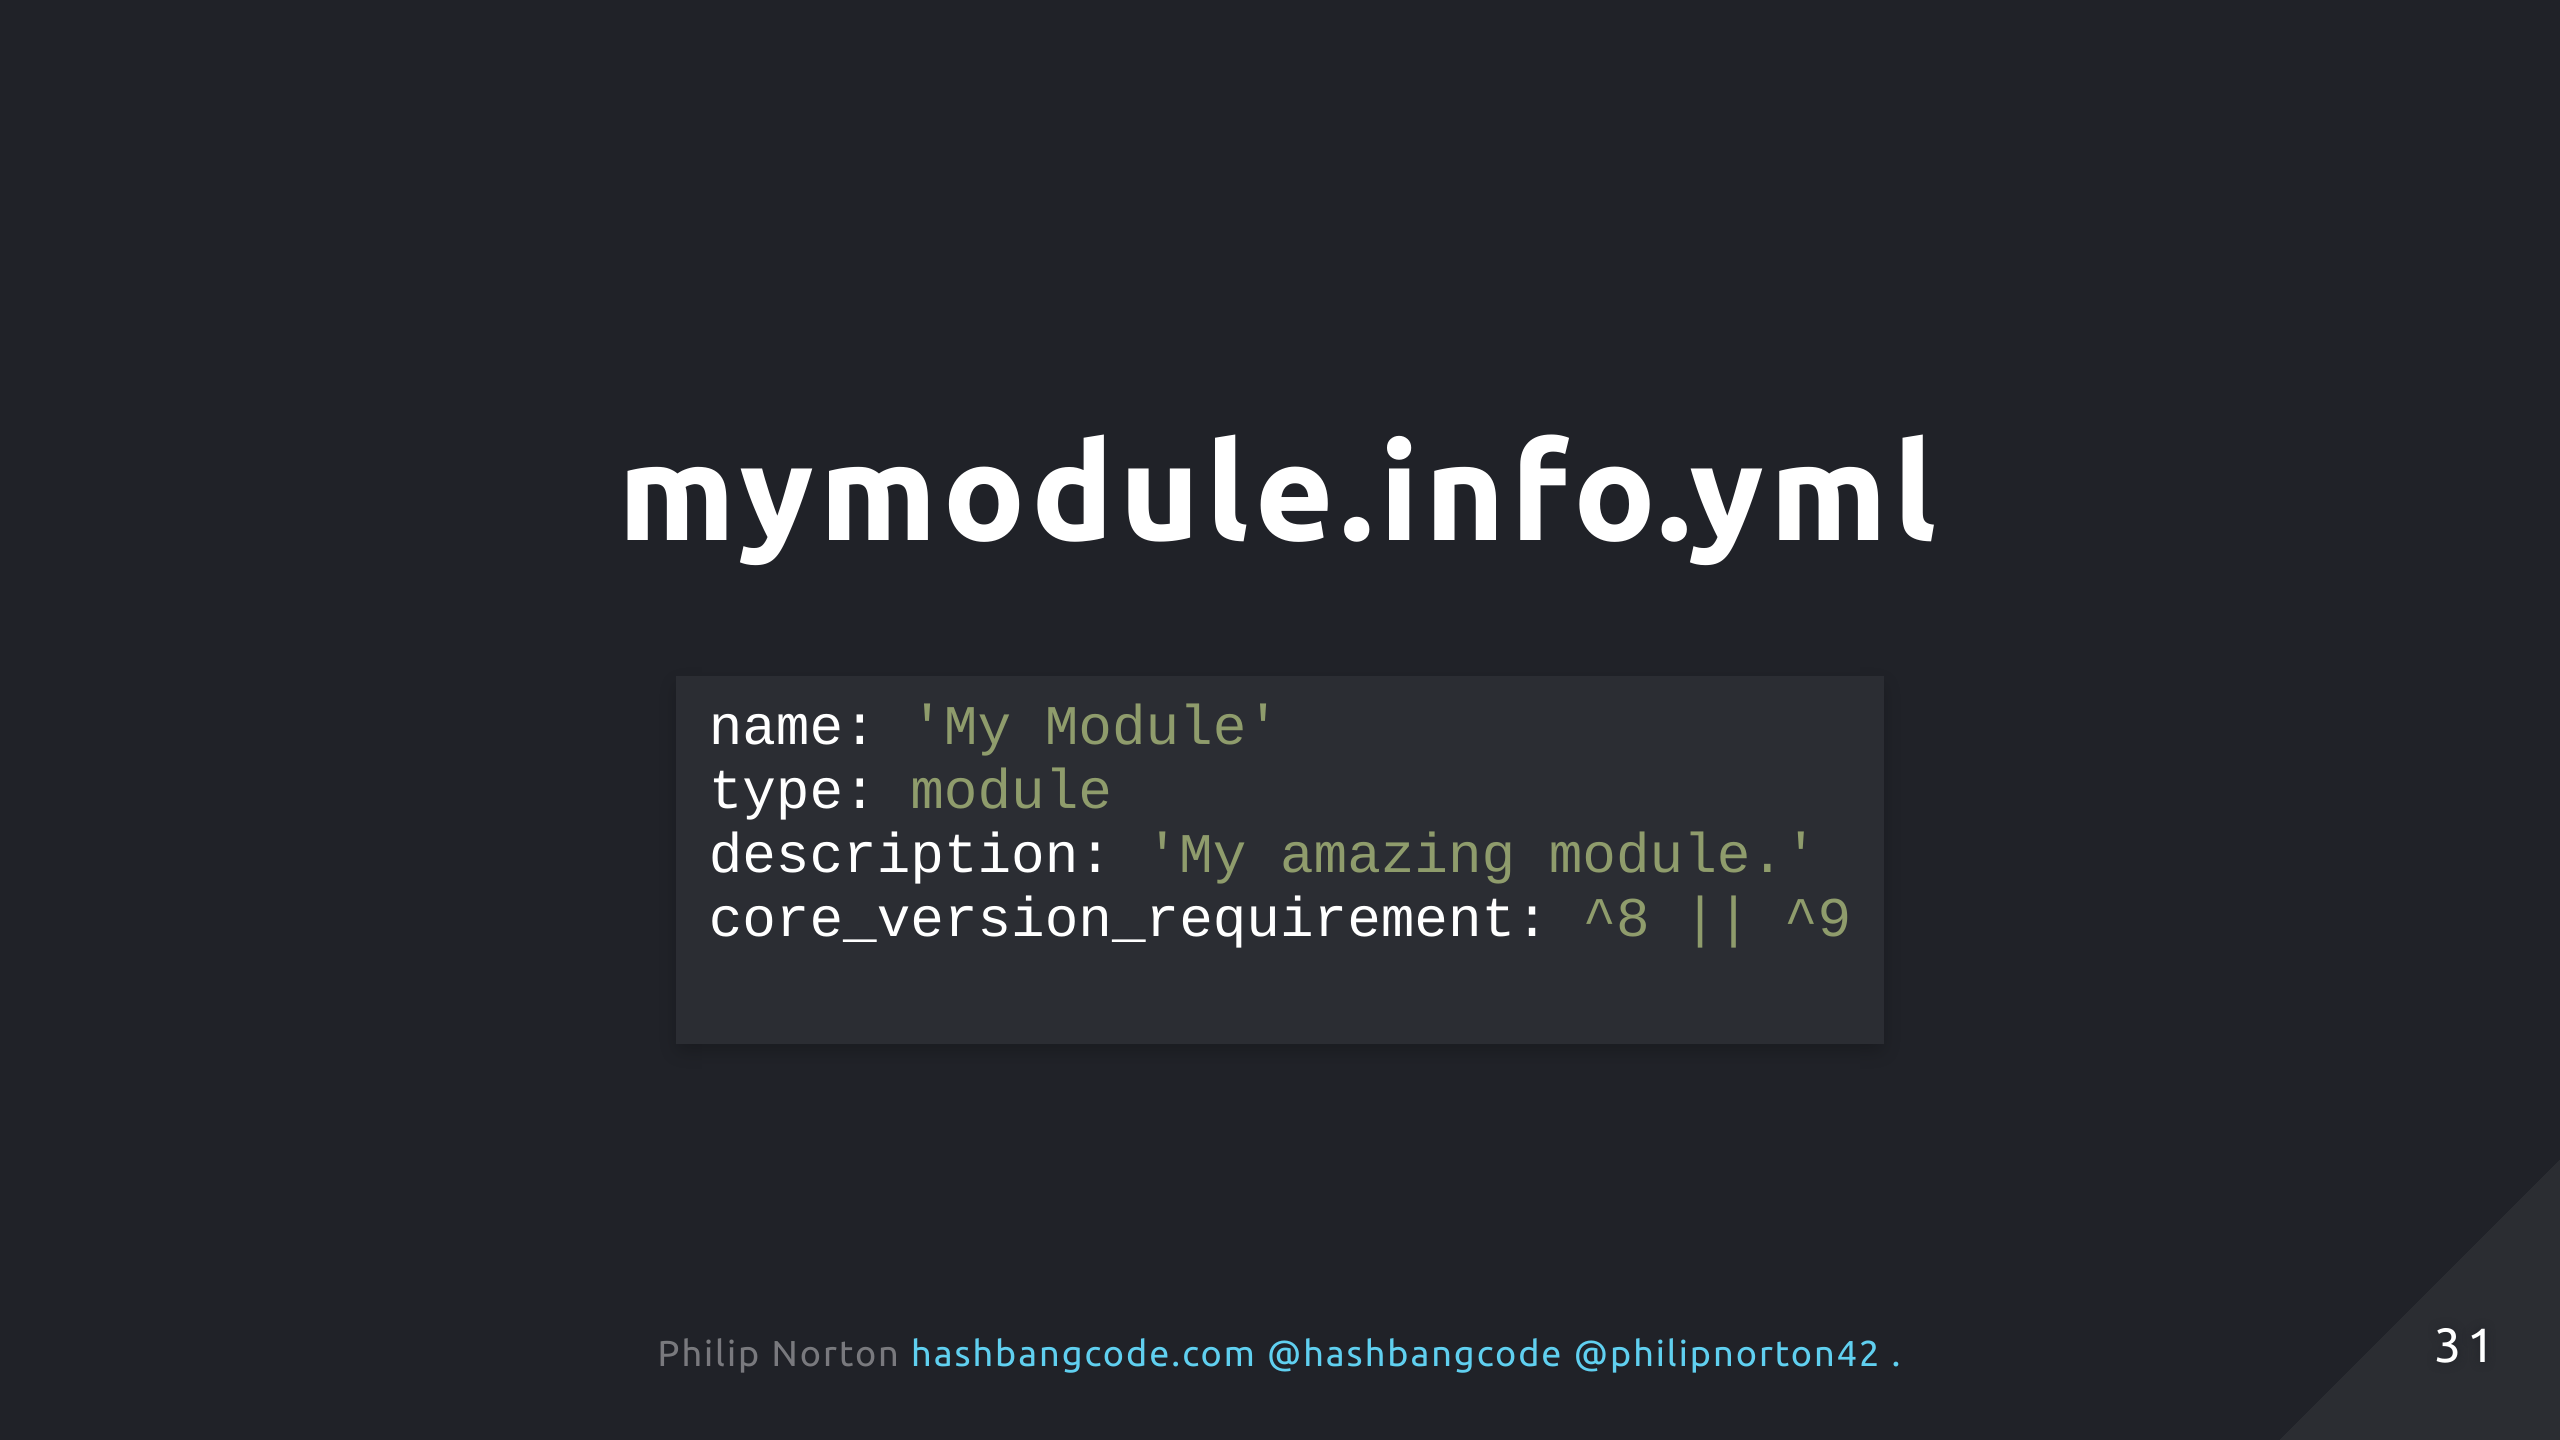 mymodule.info.yml
name: 'My Module'
type: module
description: 'My amazing module.'
core_version_requirement: ^8 || ^9
Philip Norton hashbangcode.com @hashbangcode @philipnorton42 .
31